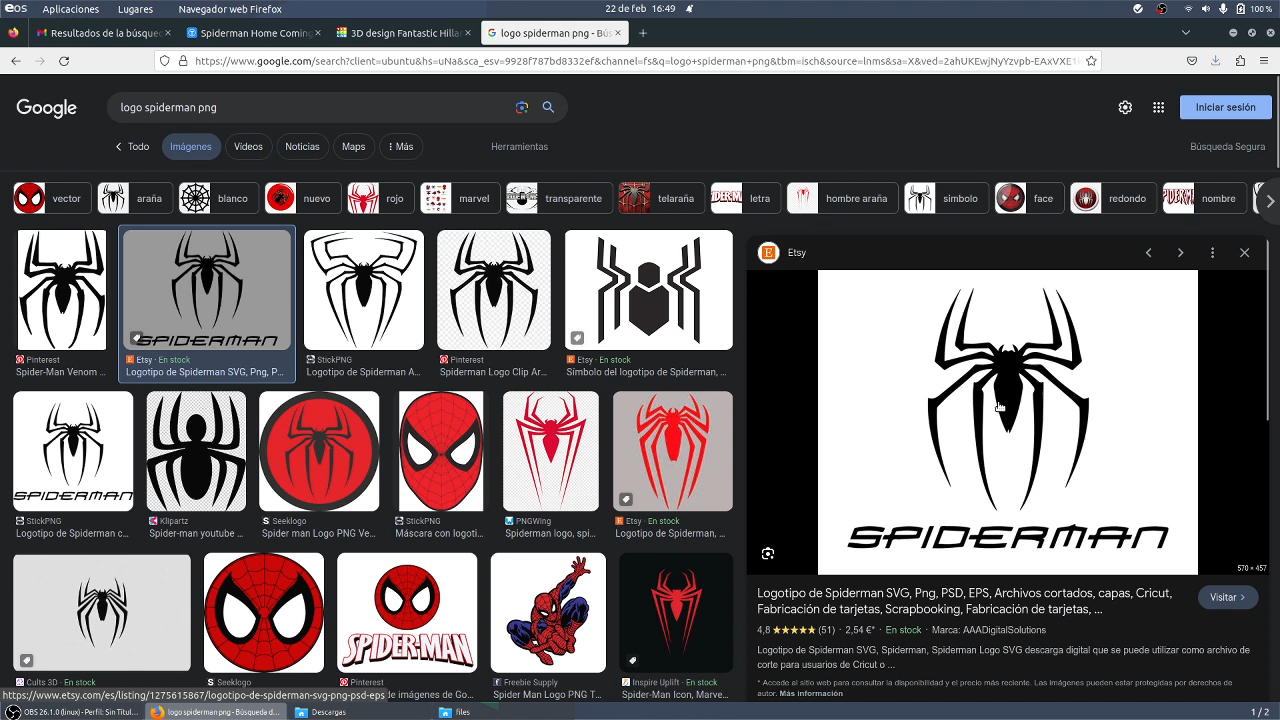 eos Aplicaciones Lugares Navegador web Firefox 22 de feb 16:49 100 %
Resultados de la búsque Spiderman Home Coming 3D design Fantastic Hilla logo spiderman png - Bús
https://www.google.com/search?client=ubuntu&hs=uNa&sca_esv=9928f787bd8332ef&channel=fs&q=logo+spiderman+png&tbm=isch&source=lnms&sa=X&ved=2ahUKEwjNyYzvpb-EAxVXE1
Google logo spiderman png Iniciar sesión
Todo Imágenes Videos Noticias Maps Más Herramientas Búsqueda Segura
vector araña blanco nuevo rojo marvel transparente telaraña letra hombre araña simbolo face redondo nombre
Etsy
SPIDERMAN
Pinterest Etsy · En stock StickPNG Pinterest Etsy · En stock
Spider-Man Venom ... Logotipo de Spiderman SVG, Png, P... Logotipo de Spiderman A... Spiderman Logo Clip Ar... Símbolo del logotipo de Spiderman, ...
SPIDERMAN
StickPNG Klipartz Seeklogo StickPNG PNGWing Etsy · En stock
Logotipo de Spiderman c... Spider-man youtube ... Spider man Logo PNG Ve... Máscara con logoti... Spiderman logo, spi... Logotipo de Spiderman, ...
SPIDER-MAN
Cults 3D · En stock Seeklogo Pinterest Freebie Supply Inspire Uplift · En stock
de imágenes de Go... Spider Man Logo PNG T... Spider-Man Icon, Marve...
SPIDERMAN
570 × 457
Logotipo de Spiderman SVG, Png, PSD, EPS, Archivos cortados, capas, Cricut,
Fabricación de tarjetas, Scrapbooking, Fabricación de tarjetas, ...
Visitar
4,8 ★★★★★ (51) · 2,54 €* · En stock · Marca: AAADigitalSolutions
Logotipo de Spiderman SVG, Spiderman, Spiderman Logo SVG descarga digital que se puede utilizar como archivo de
corte para usuarios de Cricut o ...
* Accede al sitio web para consultar la disponibilidad y el precio más reciente. Las imágenes pueden estar protegidas por derechos de
autor. Más información
https://www.etsy.com/es/listing/1275615867/logotipo-de-spiderman-svg-png-psd-eps
OBS 26.1.0 (linux) - Perfil: Sin Titul... logo spiderman png - Búsqueda d... Descargas files 1 / 2